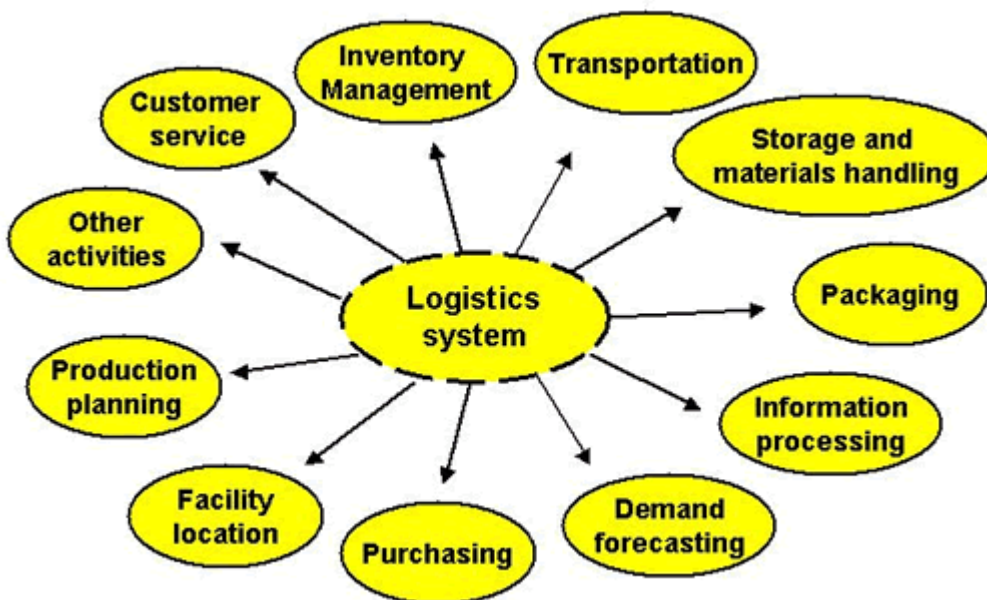 Inventory
Management
Transportation
Customer
service
Storage and
materials handling
Other
activities
Logistics
system
Packaging
Production
planning
Information
processing
Facility
location
Purchasing
Demand
forecasting